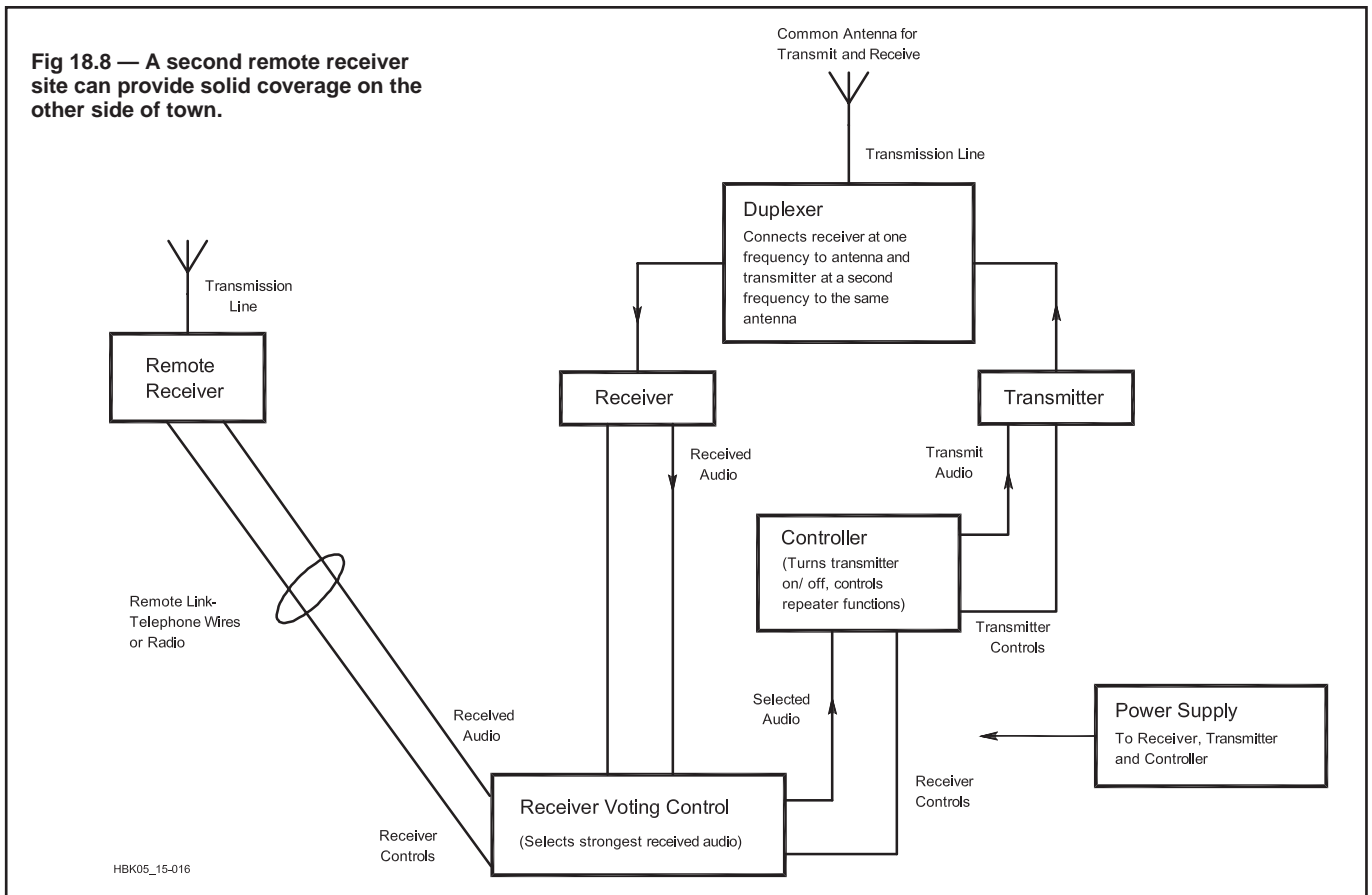 Fig 18.8 — A second remote receiver
site can provide solid coverage on the
other side of town.
Common Antenna for
Transmit and Receive
Transmission Line
Duplexer
Connects receiver at one
frequency to antenna and
transmitter at a second
frequency to the same
antenna
Transmission
Line
Remote
Receiver
Receiver
Transmitter
Received
Audio
Transmit
Audio
Controller
(Turns transmitter
on/ off, controls
repeater functions)
Remote Link-
Telephone Wires
or Radio
Transmitter
Controls
Received
Audio
Selected
Audio
Power Supply
To Receiver, Transmitter
and Controller
Receiver Voting Control
(Selects strongest received audio)
Receiver
Controls
Receiver
Controls
HBK05_15-016